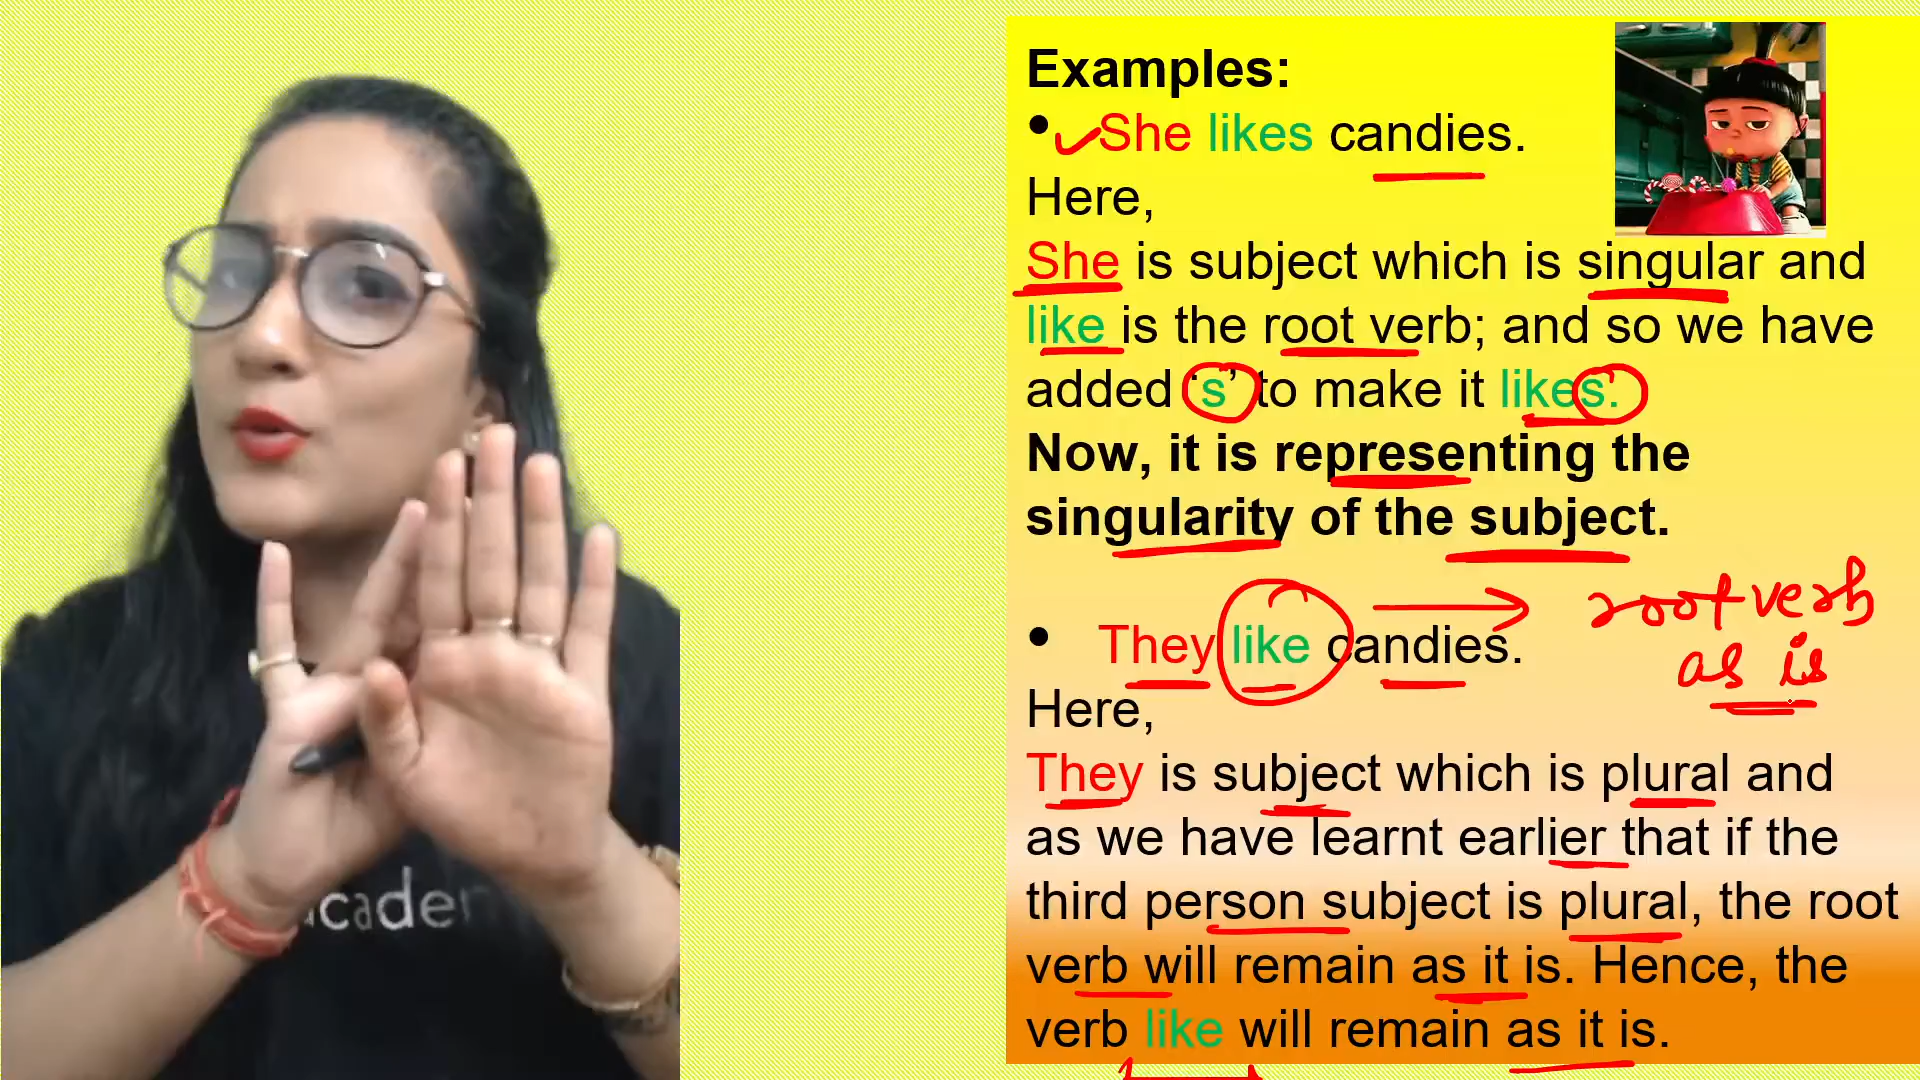 Examples:
• She likes candies.
Here,
She is subject which is singular and
like is the root verb; and so we have
added 's' to make it likes.
Now, it is representing the
singularity of the subject.
• They like candies.
root verb
as is
Here,
They is subject which is plural and
as we have learnt earlier that if the
third person subject is plural, the root
verb will remain as it is. Hence, the
verb like will remain as it is.